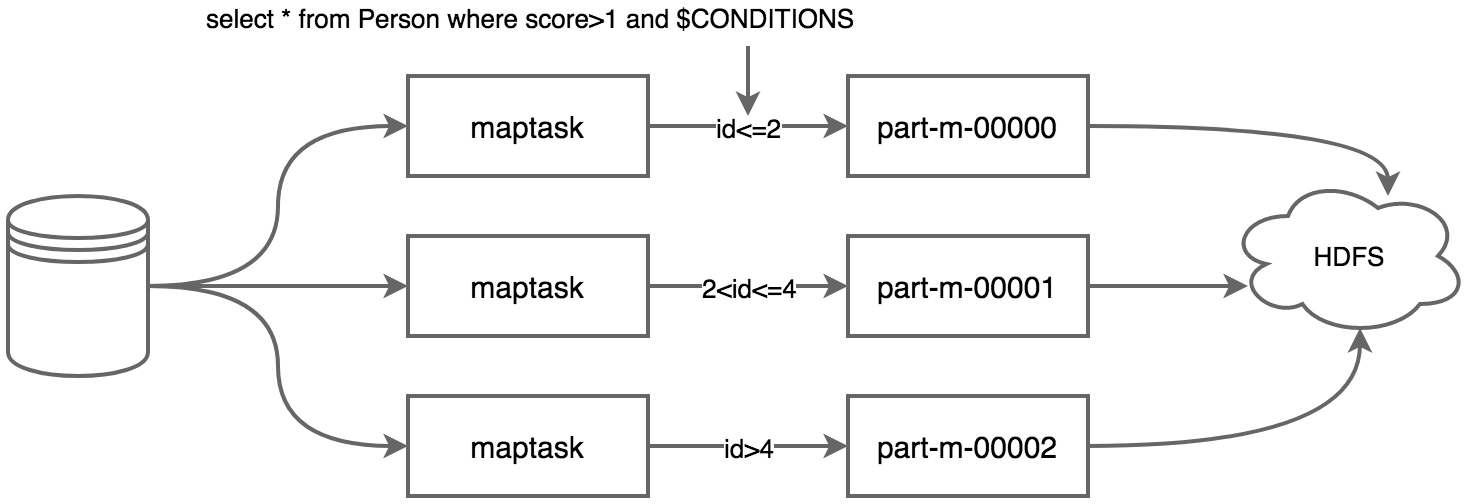 select * from Person where score>1 and $CONDITIONS
maptask
id<=2
part-m-00000
maptask
2<id<=4
part-m-00001
HDFS
maptask
id>4
part-m-00002